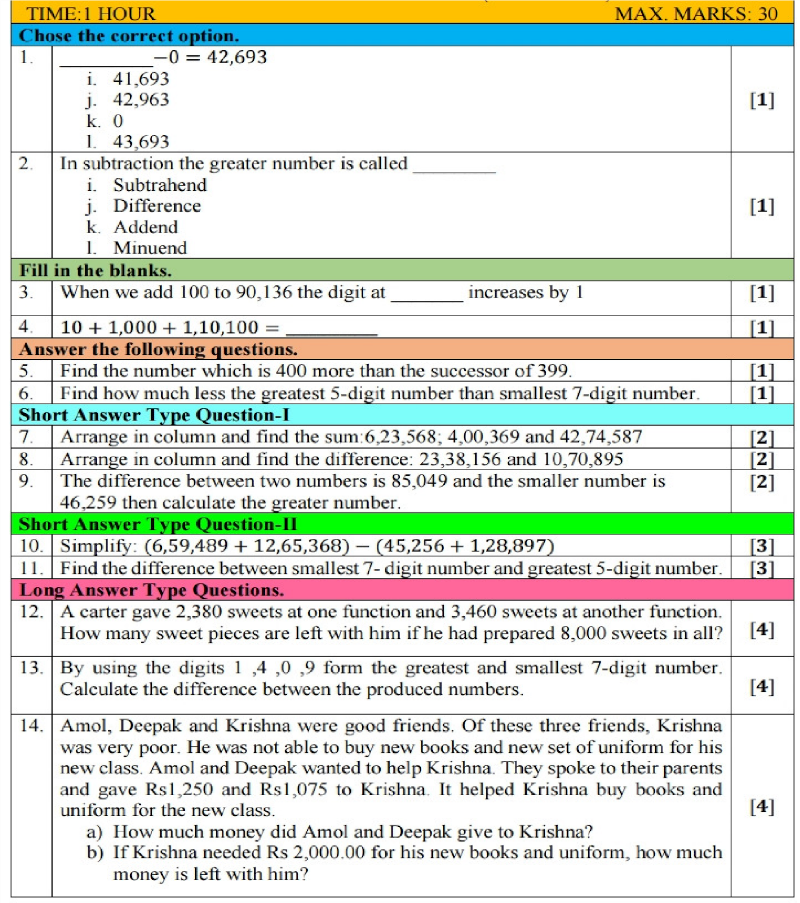 TIME:1 HOUR MAX. MARKS: 30
Chose the correct option.
1. __________−0 = 42,693
i. 41,693
j. 42,963
k. 0
l. 43,693
[1]
2. In subtraction the greater number is called _________
i. Subtrahend
j. Difference
k. Addend
l. Minuend
[1]
Fill in the blanks.
3. When we add 100 to 90,136 the digit at ________ increases by 1 [1]
4. 10 + 1,000 + 1,10,100 = __________ [1]
Answer the following questions.
5. Find the number which is 400 more than the successor of 399. [1]
6. Find how much less the greatest 5-digit number than smallest 7-digit number. [1]
Short Answer Type Question-I
7. Arrange in column and find the sum:6,23,568; 4,00,369 and 42,74,587 [2]
8. Arrange in column and find the difference: 23,38,156 and 10,70,895 [2]
9. The difference between two numbers is 85,049 and the smaller number is [2]
46,259 then calculate the greater number.
Short Answer Type Question-II
10. Simplify: (6,59,489 + 12,65,368) − (45,256 + 1,28,897) [3]
11. Find the difference between smallest 7- digit number and greatest 5-digit number. [3]
Long Answer Type Questions.
12. A carter gave 2,380 sweets at one function and 3,460 sweets at another function.
How many sweet pieces are left with him if he had prepared 8,000 sweets in all? [4]
13. By using the digits 1 ,4 ,0 ,9 form the greatest and smallest 7-digit number.
Calculate the difference between the produced numbers. [4]
14. Amol, Deepak and Krishna were good friends. Of these three friends, Krishna
was very poor. He was not able to buy new books and new set of uniform for his
new class. Amol and Deepak wanted to help Krishna. They spoke to their parents
and gave Rs1,250 and Rs1,075 to Krishna. It helped Krishna buy books and
uniform for the new class. [4]
a) How much money did Amol and Deepak give to Krishna?
b) If Krishna needed Rs 2,000.00 for his new books and uniform, how much
money is left with him?